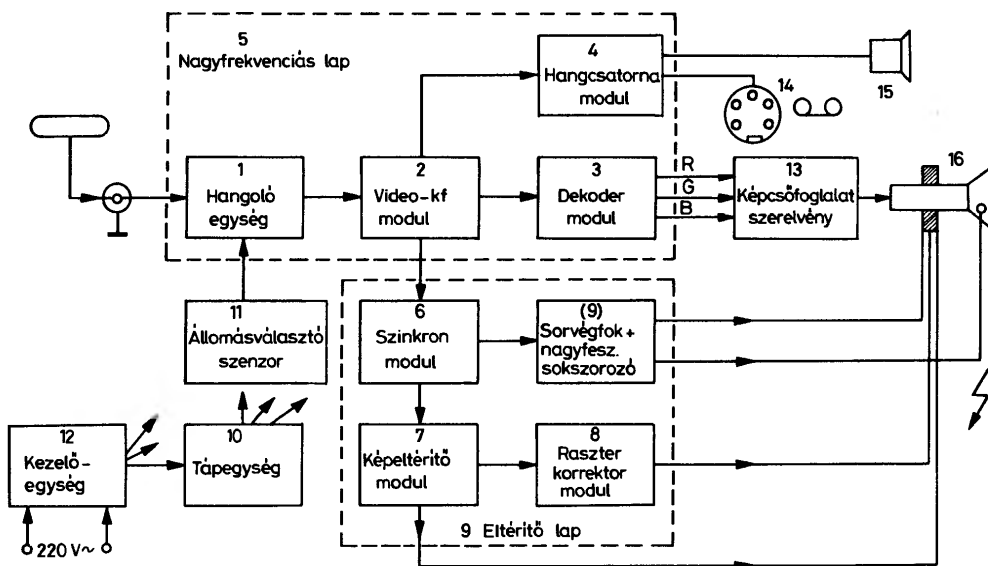 5
Nagyfrekvenciás lap
4
Hangcsatorna
modul
14
15
1
Hangoló
egység
2
Video-kf
modul
3
Dekoder
modul
R
G
B
13
Képcsőfoglalat
szerelvény
16
11
Állomásválasztó
szenzor
6
Szinkron
modul
(9)
Sorvégfok+
nagyfesz.
sokszorozó
12
Kezelő-
egység
10
Tápegység
7
Képeltérítő
modul
8
Raszter
korrektor
modul
9 Eltérítő lap
220 V~